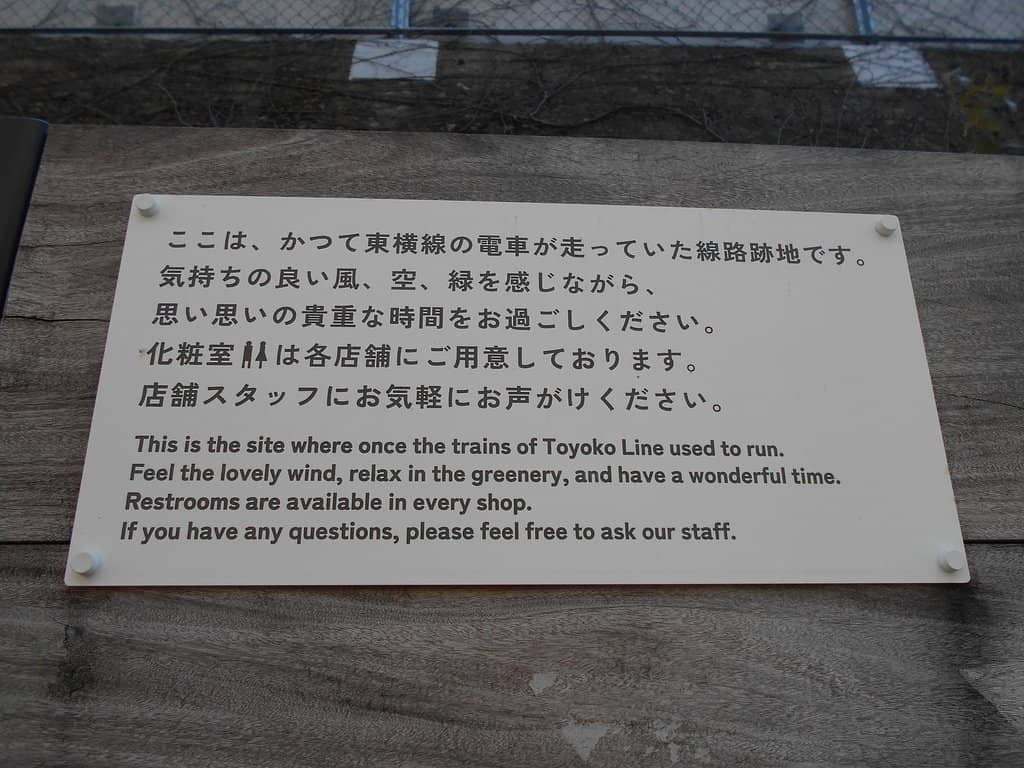 ここは、かつて東横線の電車が走っていた線路跡地です。
気持ちの良い風、空、緑を感じながら、
思い思いの貴重な時間をお過ごしください。
化粧室は各店舗にご用意しております。
店舗スタッフにお気軽にお声がけください。
This is the site where once the trains of Toyoko Line used to run.
Feel the lovely wind, relax in the greenery, and have a wonderful time.
Restrooms are available in every shop.
If you have any questions, please feel free to ask our staff.